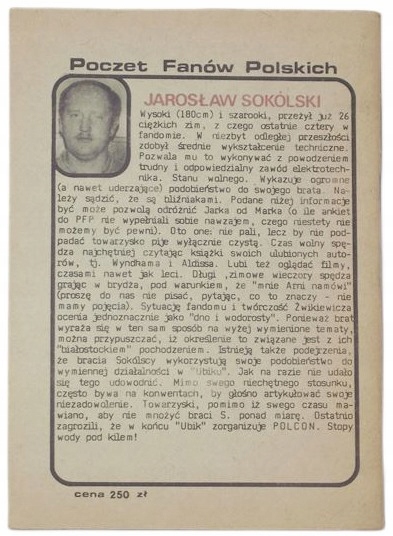 Poczet Fanów Polskich
JAROSŁAW SOKÓLSKI
Wysoki (180cm) i szarooki, przeżył już 26
ciężkich zim, z czego ostatnie cztery w
fandomie. W niezbyt odległej przeszłości
zdobył średnie wykształcenie techniczne.
Pozwala mu to wykonywać z powodzeniem
trudny i odpowiedzialny zawód elektrotech-
nika. Stanu wolnego. Wykazuje ogromne
(a nawet uderzające) podobieństwo do swojego brata. Na-
leży sądzić, że są bliźniakami. Podane niżej informacje
być może pozwolą odróżnić Jarka od Marka (o ile ankiet
do PFP nie wypełniali sobie nawzajem, czego niestety nie
możemy być pewni). Oto one: nie pali, lecz by nie pod-
padać towarzysko pije wyłącznie czystą. Czas wolny spę-
dza najchętniej czytając książki swoich ulubionych auto-
rów, tj. Wyndhama i Aldissa. Lubi też oglądać filmy,
czasami nawet jak leci. Długi zimowe wieczory spędza
grając w brydża, pod warunkiem, że "mnie Arni namówi"
(proszę do nas nie pisać, pytając, co to znaczy - nie
mamy pojęcia). Sytuację fandomu i twórczość Żwikiewicza
ocenia jednoznacznie jako "dno i wodorosty". Ponieważ brat
wyraża się w ten sam sposób na wyżej wymienione tematy,
można przypuszczać, iż określenie to związane jest z ich
"białostockiem" pochodzeniem. Istnieją także podejrzenia,
że bracia Sokólscy wykorzystują swoje podobieństwo do
wymiennej działalności w "Ubiku". Jak na razie nie udało
się tego udowodnić. Mimo swego niechętnego stosunku,
często bywa na konwentach, by głośno artykułować swoje
niezadowolenie. Towarzyski, pomimo iż swego czasu ma-
wiano, aby nie mnożyć braci S. ponad miarę. Ostatnio
zagrozili, że w końcu "Ubik" zorganizuje POLCON. Stopy
wody pod kilem!
cena 250 zł